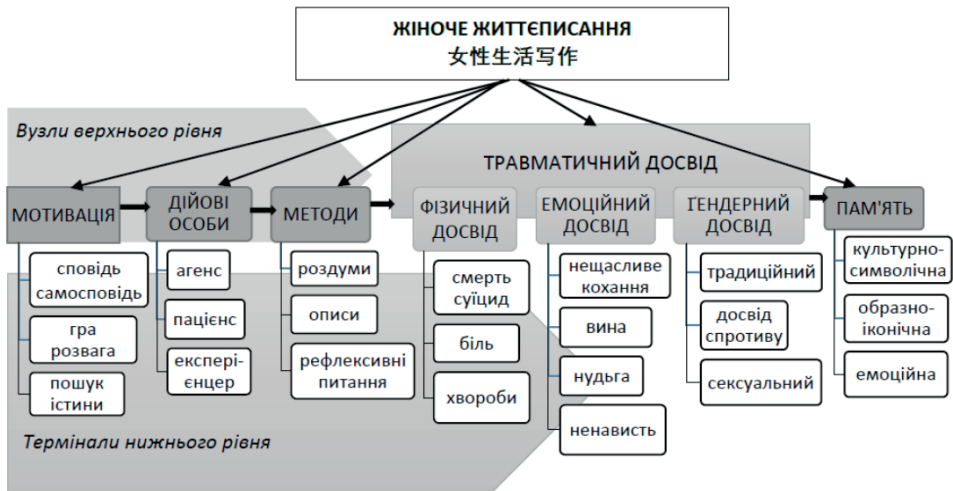 ЖІНОЧЕ ЖИТТЄПИСАННЯ
女性生活写作
Вузли верхнього рівня
ТРАВМАТИЧНИЙ ДОСВІД
МОТИВАЦІЯ
ДІЙОВІ
ОСОБИ
МЕТОДИ
ФІЗИЧНИЙ
ДОСВІД
ЕМОЦІЙНИЙ
ДОСВІД
ҐЕНДЕРНИЙ
ДОСВІД
ПАМ'ЯТЬ
сповідь
самосповідь
гра
розвага
пошук
істини
агенс
пацієнс
експері-
єнцер
роздуми
описи
рефлексивні
питання
смерть
суїцид
біль
хвороби
нещасливе
кохання
вина
нудьга
ненависть
традиційний
досвід
спротиву
сексуальний
культурно-
символічна
образно-
іконічна
емоційна
Термінали нижнього рівня